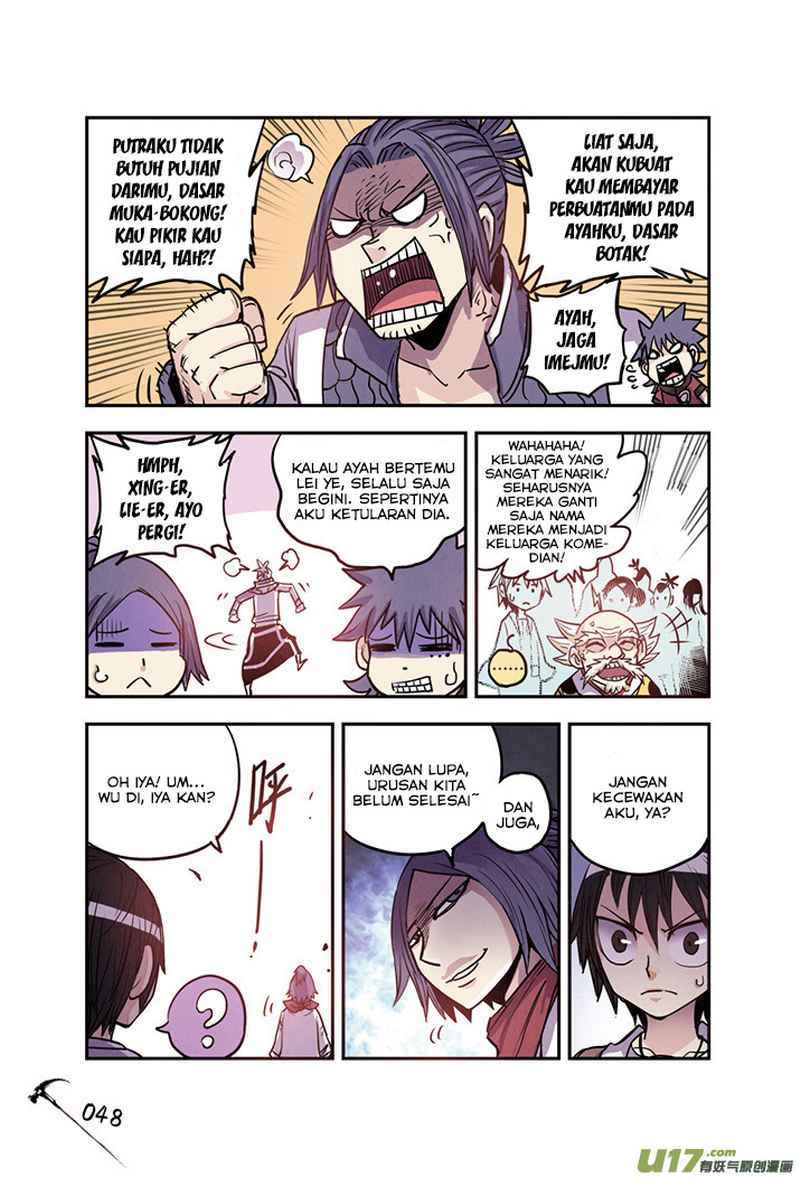 PUTRAKU TIDAK
BUTUH PUJIAN
DARIMU, DASAR
MUKA-BOKONG!
KAU PIKIR KAU
SIAPA, HAH?!
LIAT SAJA,
AKAN KUBUAT
KAU MEMBAYAR
PERBUATANMU PADA
AYAHKU, DASAR
BOTAK!
AYAH,
JAGA
IMEJMU!
HMPH,
XING-ER,
LIE-ER, AYO
PERGI!
KALAU AYAH BERTEMU
LEI YE, SELALU SAJA
BEGINI. SEPERTINYA
AKU KETULARAN DIA.
WAHAHAHA!
KELUARGA YANG
SANGAT MENARIK!
SEHARUSNYA
MEREKA GANTI
SAJA NAMA
MEREKA MENJADI
KELUARGA KOME-
DIAN!
......
OH IYA! UM...
WU DI, IYA KAN?
呼
?
JANGAN LUPA,
URUSAN KITA
BELUM SELESAI~
DAN
JUGA,
JANGAN
KECEWAKAN
AKU, YA?
048
U17.com
有妖气原创漫画